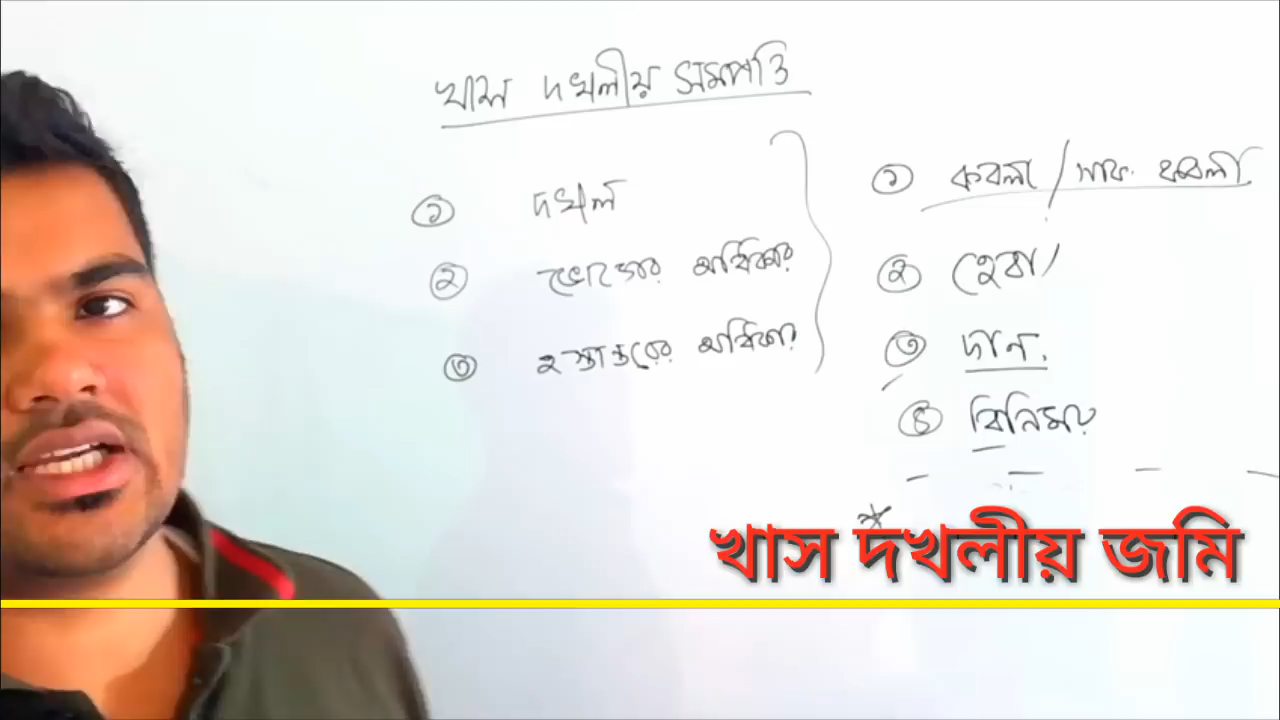 খাস দখলীয় সম্পত্তি
১ দখল
২ ভোগের অধিকার
৩ হস্তান্তরের অধিকার
১ কবলা / সাফ কবলা
২ হেবা /
৩ দান.
৪ বিনিময়
খাস দখলীয় জমি